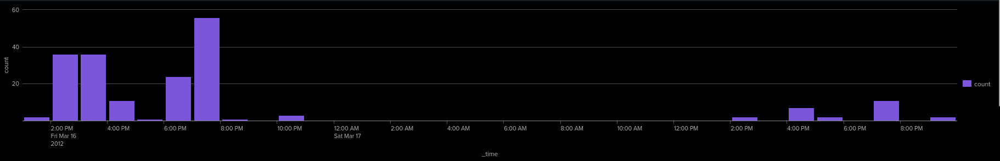 60
40
20
count
2:00 PM
Fri Mar 16
2012
4:00 PM
6:00 PM
8:00 PM
10:00 PM
12:00 AM
Sat Mar 17
2:00 AM
4:00 AM
6:00 AM
8:00 AM
10:00 AM
12:00 PM
2:00 PM
4:00 PM
6:00 PM
8:00 PM
_time
count